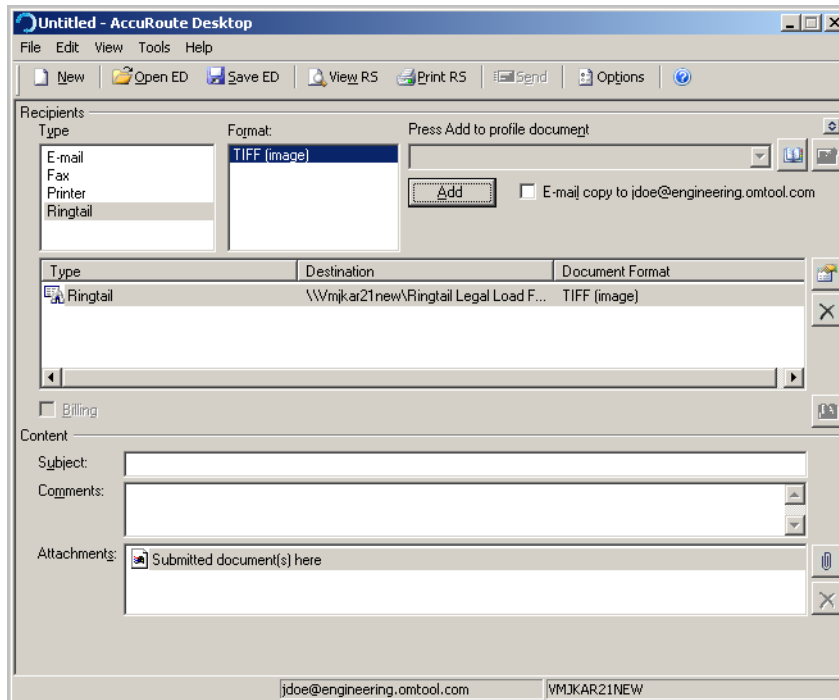 Untitled - AccuRoute Desktop
File Edit View Tools Help
New Open ED Save ED View RS Print RS Send Options
Recipients
Type Format: Press Add to profile document
E-mail
Fax
Printer
Ringtail
TIFF (image)
Add E-mail copy to jdoe@engineering.omtool.com
Type Destination Document Format
Ringtail \\Vmjkar21new\Ringtail Legal Load F... TIFF (image)
Billing
Content
Subject:
Comments:
Attachments: Submitted document(s) here
jdoe@engineering.omtool.com VMJKAR21NEW